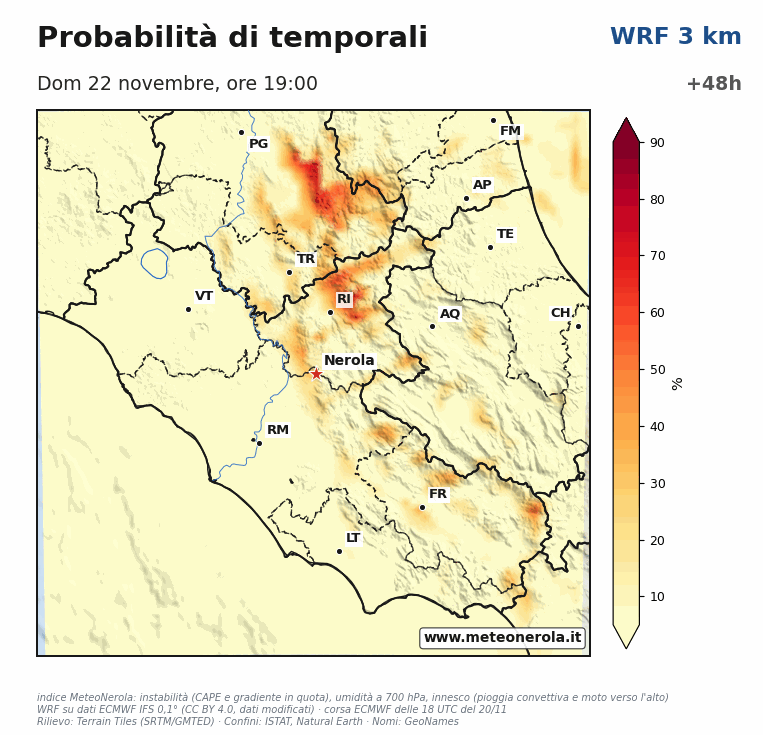 Probabilità di temporali
WRF 3 km
Dom 22 novembre, ore 19:00
+48h
FM
PG
AP
TE
TR
VT
RI
AQ
CH
Nerola
RM
FR
LT
www.meteonerola.it
90
80
70
60
50
40
30
20
10
%
indice MeteoNerola: instabilità (CAPE e gradiente in quota), umidità a 700 hPa, innesco (pioggia convettiva e moto verso l'alto)
WRF su dati ECMWF IFS 0,1° (CC BY 4.0, dati modificati) · corsa ECMWF delle 18 UTC del 20/11
Rilievo: Terrain Tiles (SRTM/GMTED) · Confini: ISTAT, Natural Earth · Nomi: GeoNames